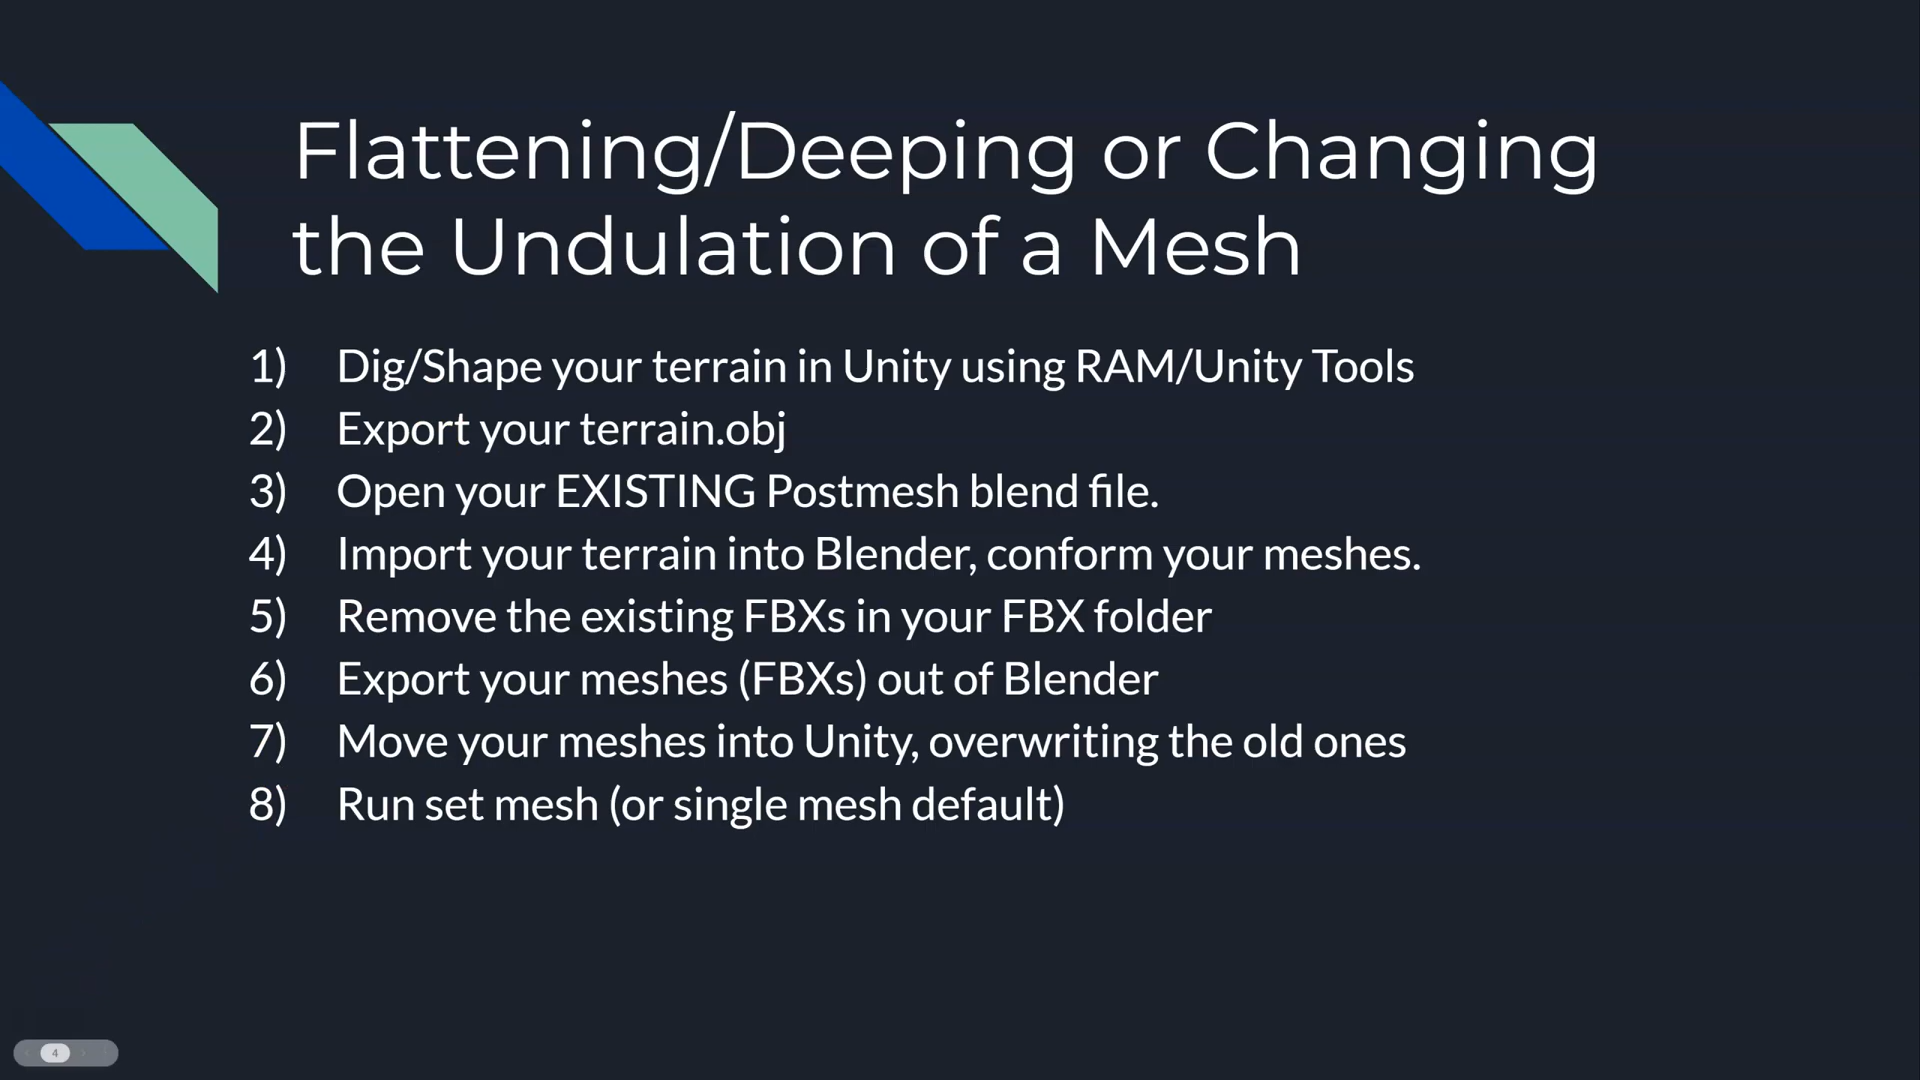 Flattening/Deeping or Changing
the Undulation of a Mesh
1) Dig/Shape your terrain in Unity using RAM/Unity Tools
2) Export your terrain.obj
3) Open your EXISTING Postmesh blend file.
4) Import your terrain into Blender, conform your meshes.
5) Remove the existing FBXs in your FBX folder
6) Export your meshes (FBXs) out of Blender
7) Move your meshes into Unity, overwriting the old ones
8) Run set mesh (or single mesh default)
4